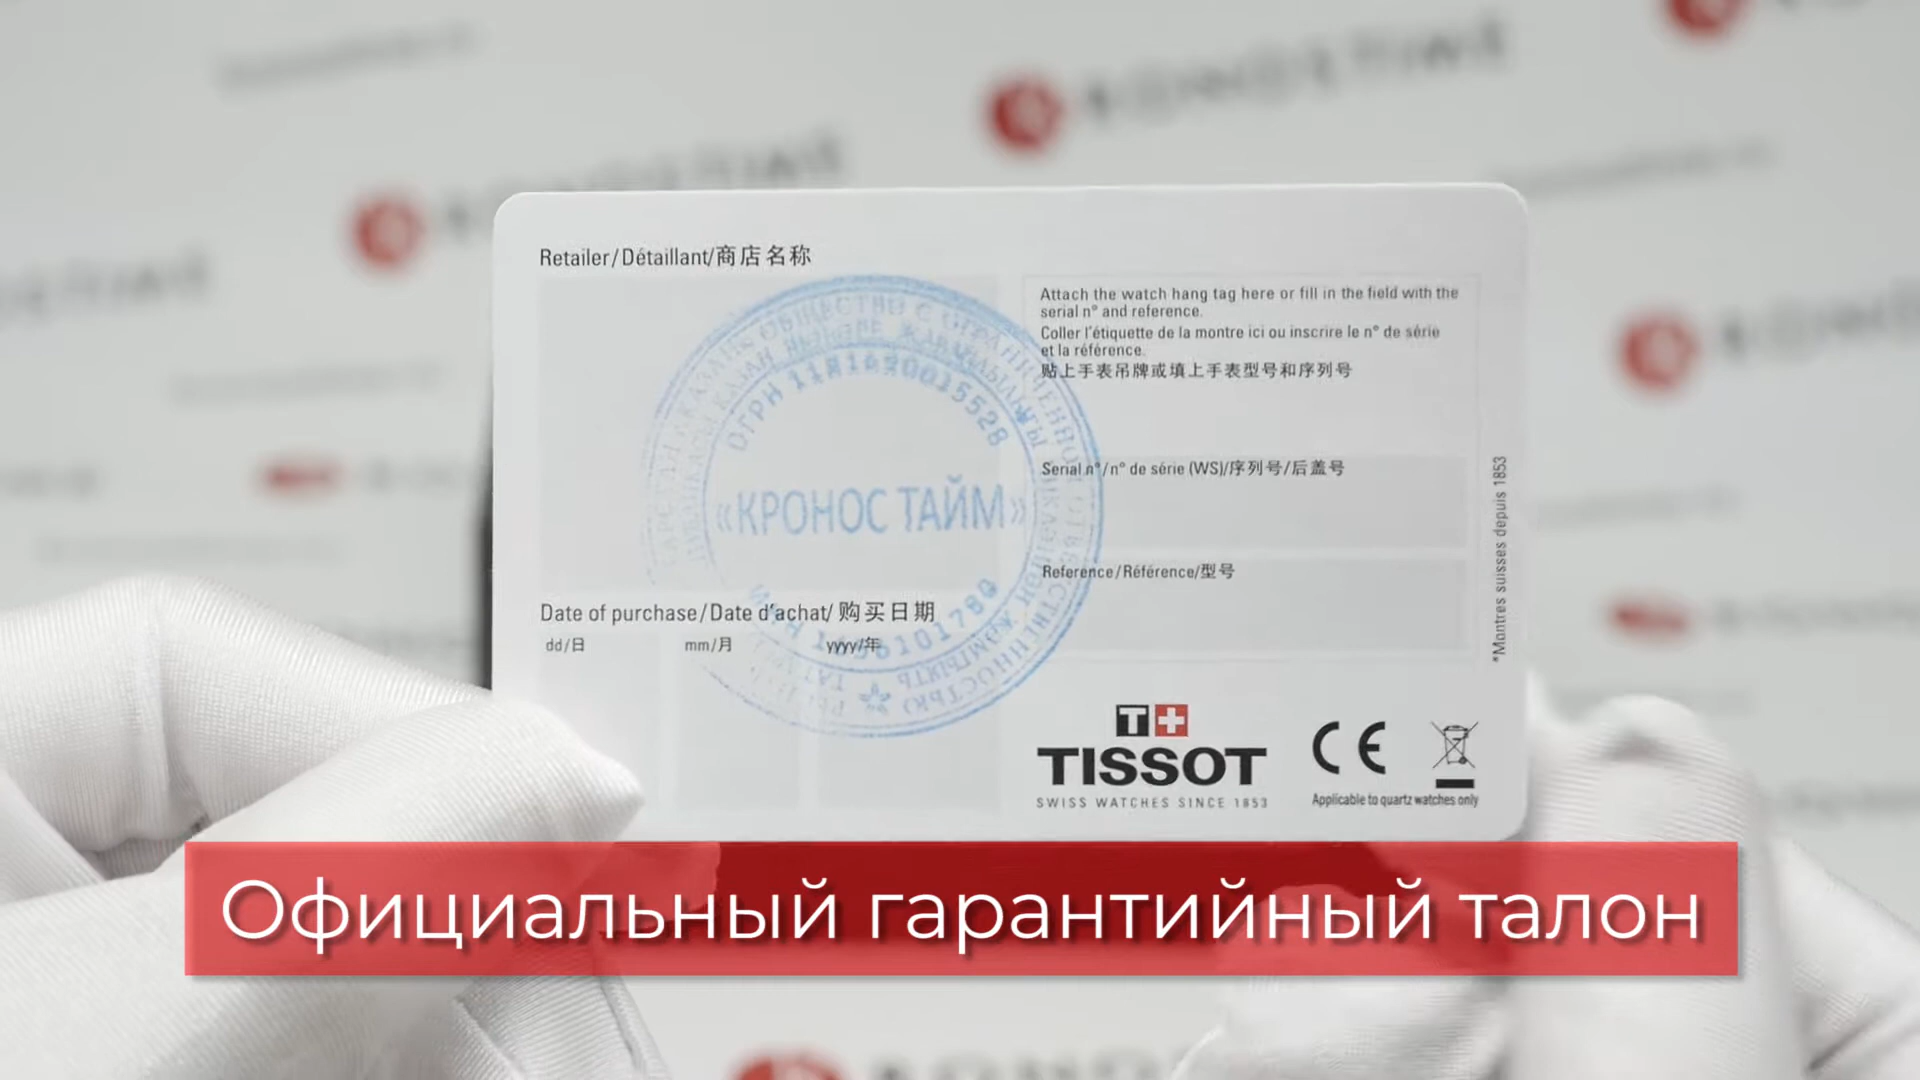 Retailer/Détaillant/商店名称
Attach the watch hang tag here or fill in the field with the
serial n° and reference.
Coller l'étiquette de la montre ici ou inscrire le n° de série
et la référence.
贴上手表吊牌或填上手表型号和序列号
ОБЩЕСТВО С ОГРАНИЧЕННОЙ ОТВЕТСТВЕННОСТЬЮ
ОГРН 1181690015528
«КРОНОС ТАЙМ»
Serial n°/n° de série (WS)/序列号/后盖号
Reference/Référence/型号
Date of purchase/Date d'achat/购买日期
dd/日 mm/月 yyyy/年
*Montres suisses depuis 1853
T+
TISSOT
SWISS WATCHES SINCE 1853
CE
Applicable to quartz watches only
Официальный гарантийный талон